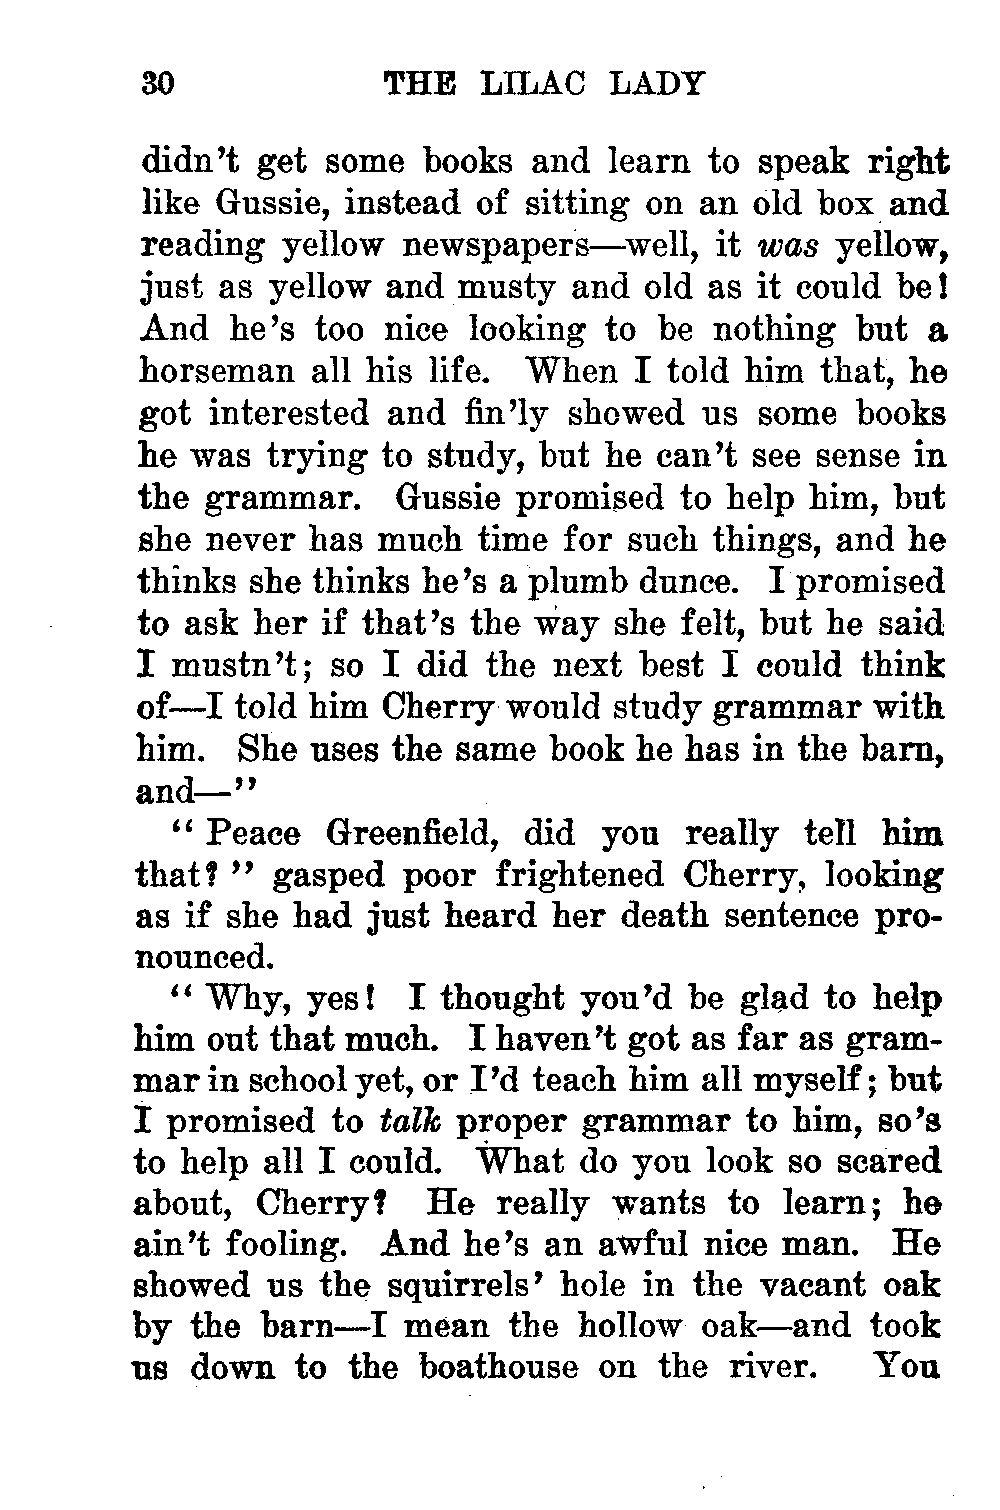 30 THE LILAC LADY
didn't get some books and learn to speak right
like Gussie, instead of sitting on an old box and
reading yellow newspapers—well, it was yellow,
just as yellow and musty and old as it could be!
And he's too nice looking to be nothing but a
horseman all his life. When I told him that, he
got interested and fin'ly showed us some books
he was trying to study, but he can't see sense in
the grammar. Gussie promised to help him, but
she never has much time for such things, and he
thinks she thinks he's a plumb dunce. I promised
to ask her if that's the way she felt, but he said
I mustn't; so I did the next best I could think
of—I told him Cherry would study grammar with
him. She uses the same book he has in the barn,
and—"
"Peace Greenfield, did you really tell him
that?" gasped poor frightened Cherry, looking
as if she had just heard her death sentence pro-
nounced.
"Why, yes! I thought you'd be glad to help
him out that much. I haven't got as far as gram-
mar in school yet, or I'd teach him all myself; but
I promised to talk proper grammar to him, so's
to help all I could. What do you look so scared
about, Cherry? He really wants to learn; he
ain't fooling. And he's an awful nice man. He
showed us the squirrels' hole in the vacant oak
by the barn—I mean the hollow oak—and took
us down to the boathouse on the river. You